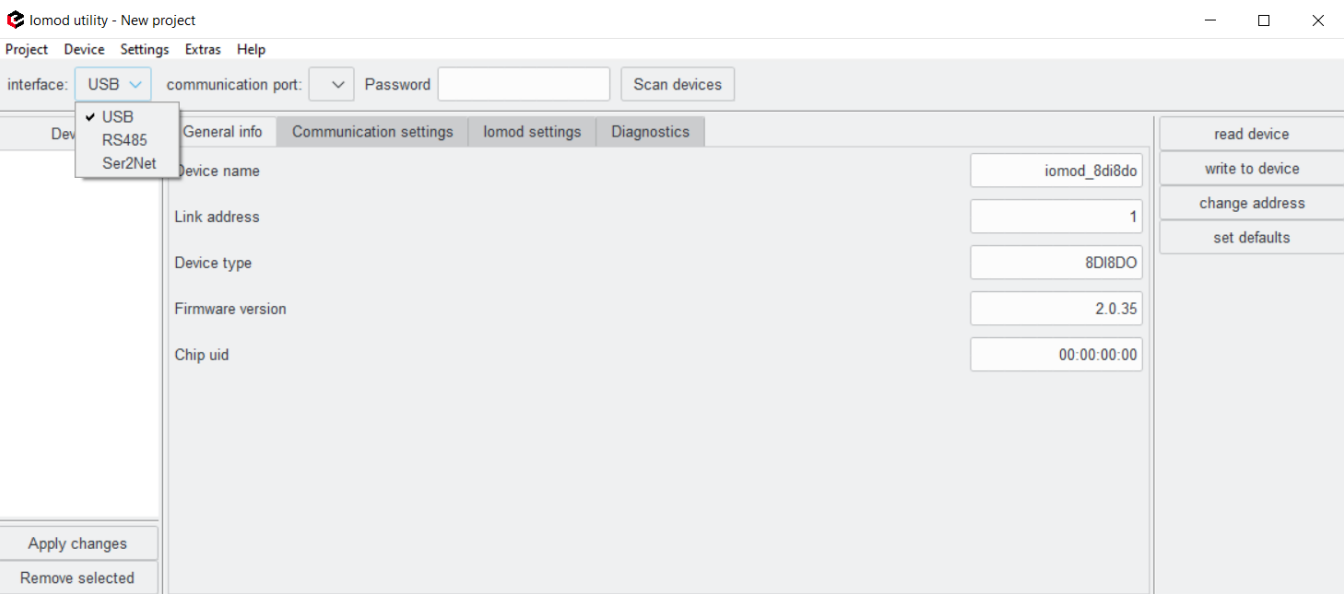 Iomod utility - New project
Project Device Settings Extras Help
interface: USB communication port: Password Scan devices
USB
RS485
Ser2Net
Dev
General info Communication settings Iomod settings Diagnostics
Device name iomod_8di8do
Link address 1
Device type 8DI8DO
Firmware version 2.0.35
Chip uid 00:00:00:00
read device
write to device
change address
set defaults
Apply changes
Remove selected